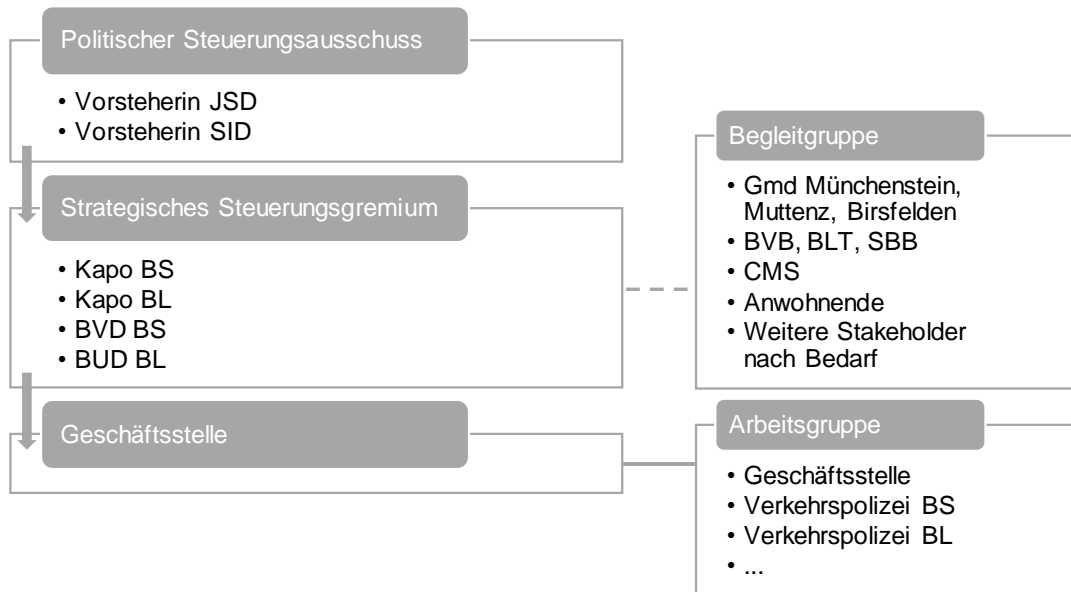 Politischer Steuerungsausschuss
• Vorsteherin JSD
• Vorsteherin SID
Strategisches Steuerungsgremium
• Kapo BS
• Kapo BL
• BVD BS
• BUD BL
Geschäftsstelle
Begleitgruppe
• Gmd Münchenstein,
Muttenz, Birsfelden
• BVB, BLT, SBB
• CMS
• Anwohnende
• Weitere Stakeholder
nach Bedarf
Arbeitsgruppe
• Geschäftsstelle
• Verkehrspolizei BS
• Verkehrspolizei BL
• ...